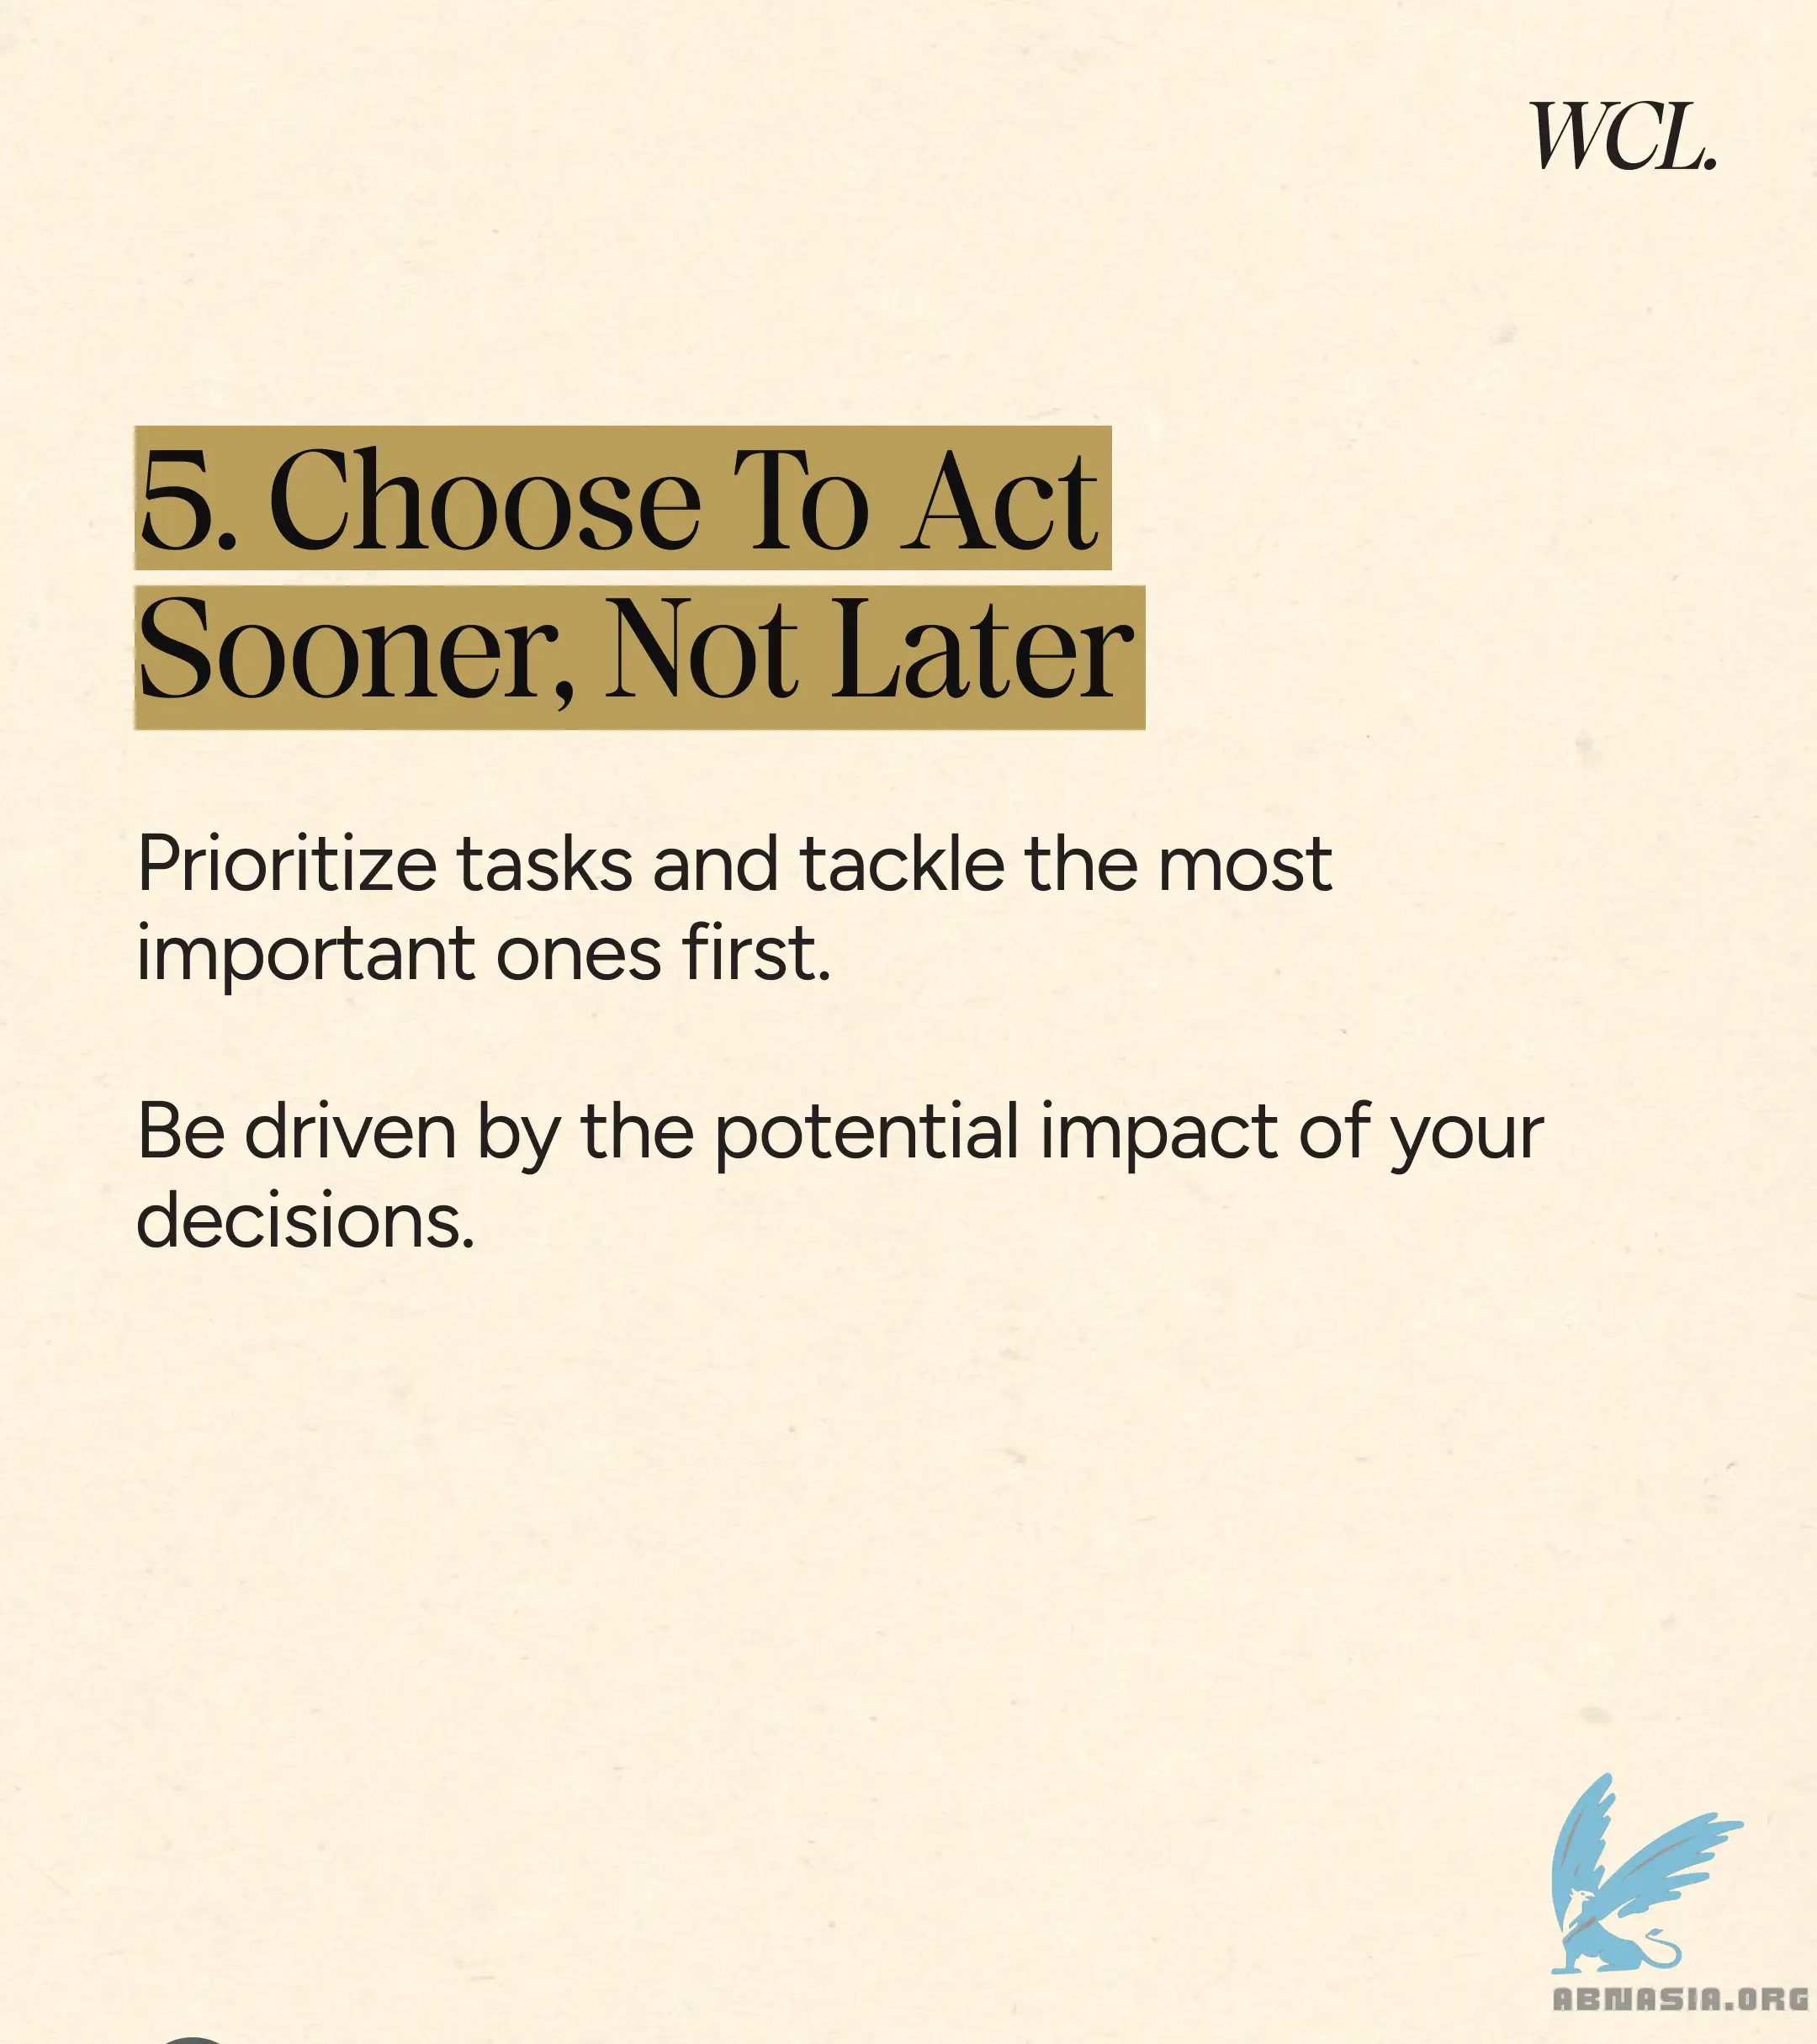 WCL.
5. Choose To Act
Sooner, Not Later
Prioritize tasks and tackle the most
important ones first.
Be driven by the potential impact of your
decisions.
ABNASIA.ORG